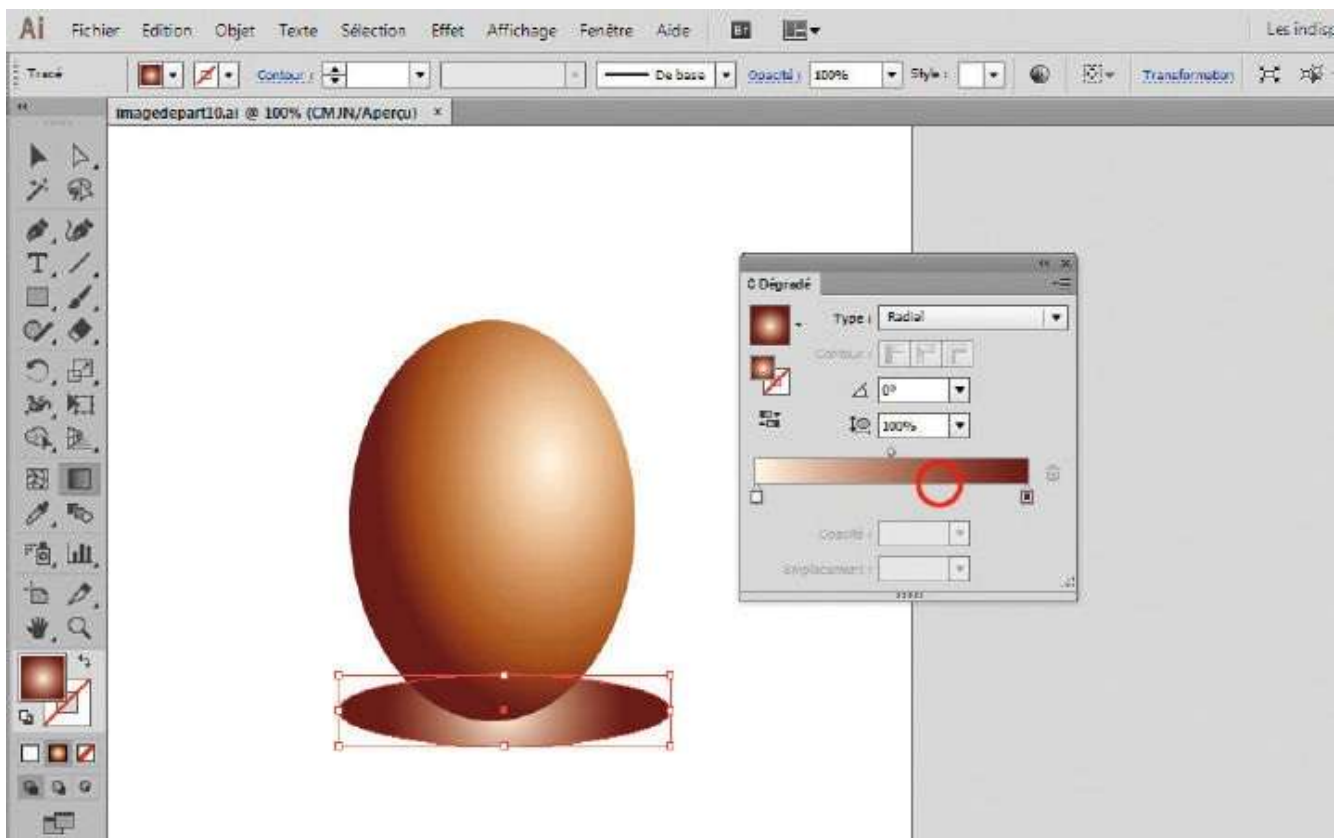 Ai Fichier Edition Objet Texte Sélection Effet Affichage Fenêtre Aide Br Les indisp
Tracé Contour : De base Opacité : 100% Style : Transformation
imagedepart10.ai @ 100% (CMJN/Aperçu) ×
Dégradé
Type : Radial
Contour :
0°
100%
Opacité :
Emplacement :